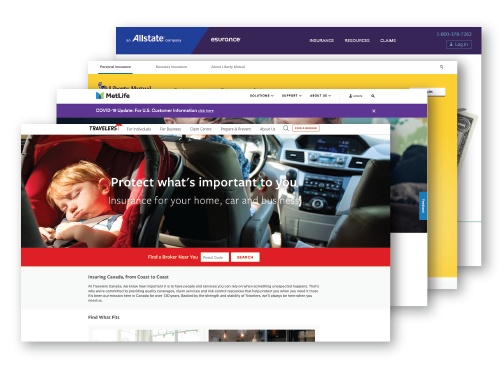 an Allstate company
esurance
INSURANCE RESOURCES CLAIMS
1-800-378-7262
Log in
Personal Insurance Business Insurance About Liberty Mutual
Liberty Mutual
MetLife
SOLUTIONS SUPPORT ABOUT US
COVID-19 Update: For U.S. Customer Information click here
TRAVELERS
For Individuals For Business Claim Centre Prepare & Prevent About Us
FIND A BROKER
Protect what's important to you
Insurance for your home, car and business
Find a Broker Near You
Postal Code
SEARCH
Insuring Canada, from Coast to Coast
At Travelers Canada, we know how important it is to have people and services you can rely on when something unexpected happens. That's
why we're committed to providing quality coverages, claim services and risk control resources that help protect you when you need it most.
It's been our mission here in Canada for over 130 years. Backed by the strength and stability of Travelers, we'll always be here when you
need us.
Find What Fits